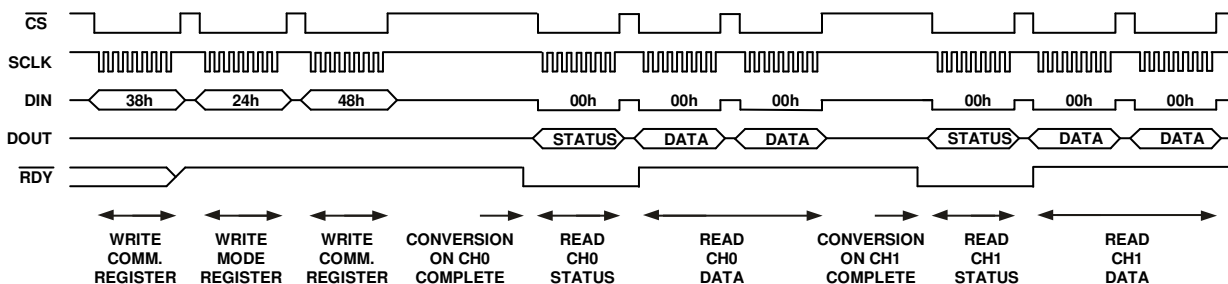 CS
SCLK
DIN 38h 24h 48h 00h 00h 00h 00h 00h 00h
DOUT STATUS DATA DATA STATUS DATA DATA
RDY
WRITE
COMM.
REGISTER
WRITE
MODE
REGISTER
WRITE
COMM.
REGISTER
CONVERSION
ON CH0
COMPLETE
READ
CH0
STATUS
READ
CH0
DATA
CONVERSION
ON CH1
COMPLETE
READ
CH1
STATUS
READ
CH1
DATA